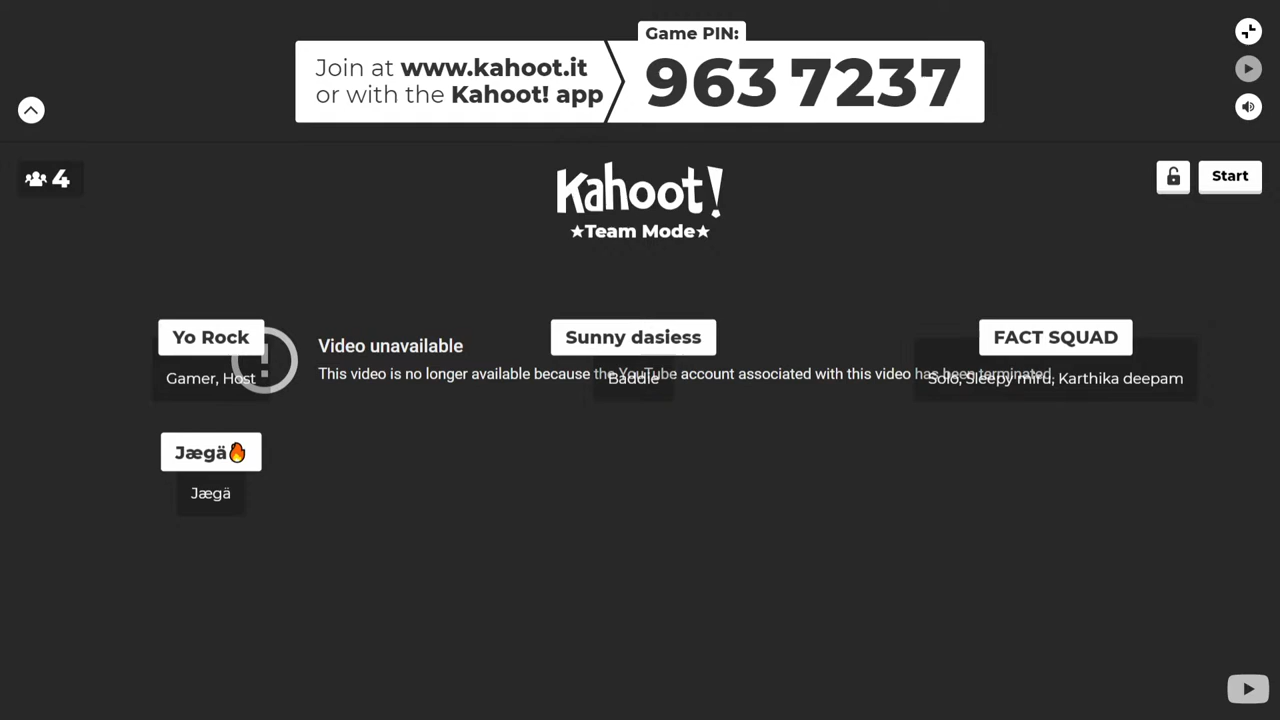 Game PIN:
Join at www.kahoot.it
or with the Kahoot! app
963 7237
4
Kahoot!
★Team Mode★
Start
Yo Rock
Gamer, Host
Video unavailable
This video is no longer available because the YouTube account associated with this video has been terminated.
Sunny dasiess
Baddie
FACT SQUAD
Solo, Sleepy miru, Karthika deepam
Jægä🔥
Jægä